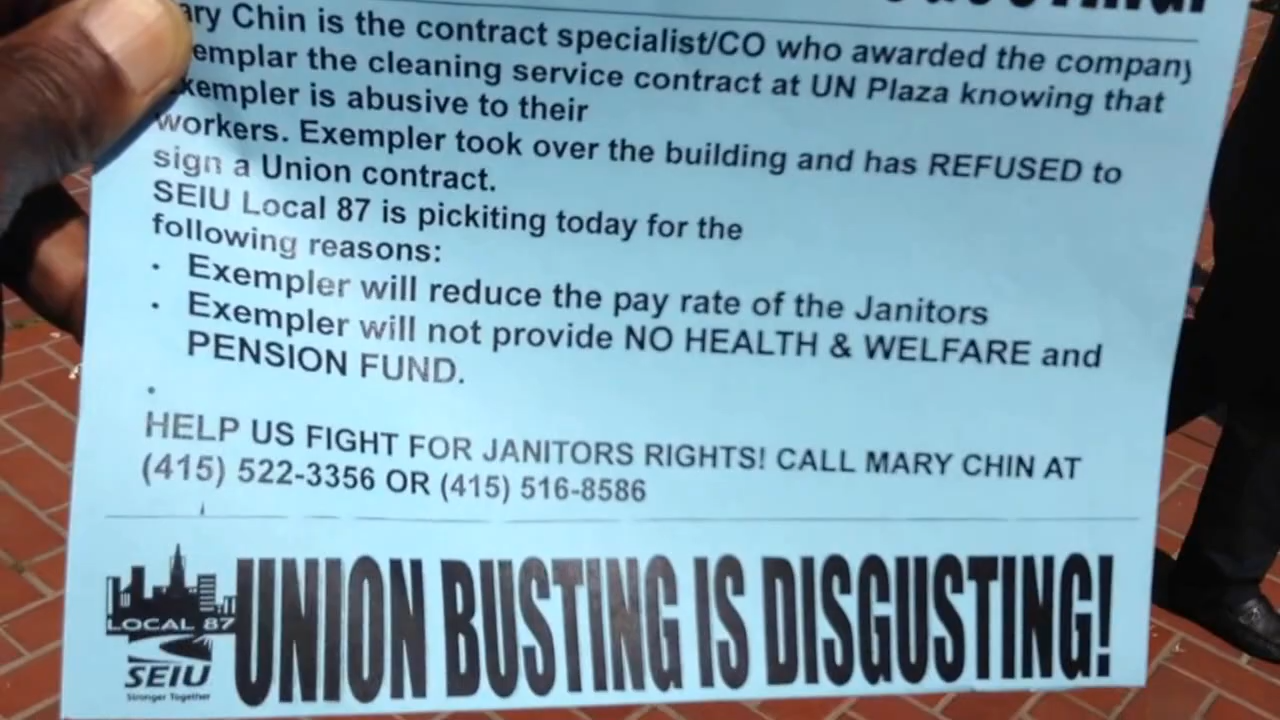 ary Chin is the contract specialist/CO who awarded the company
emplar the cleaning service contract at UN Plaza knowing that
xempler is abusive to their
workers. Exempler took over the building and has REFUSED to
sign a Union contract.
SEIU Local 87 is pickiting today for the
following reasons:
· Exempler will reduce the pay rate of the Janitors
· Exempler will not provide NO HEALTH & WELFARE and
PENSION FUND.
·
HELP US FIGHT FOR JANITORS RIGHTS! CALL MARY CHIN AT
(415) 522-3356 OR (415) 516-8586
LOCAL 87
SEIU
Stronger Together
UNION BUSTING IS DISGUSTING!